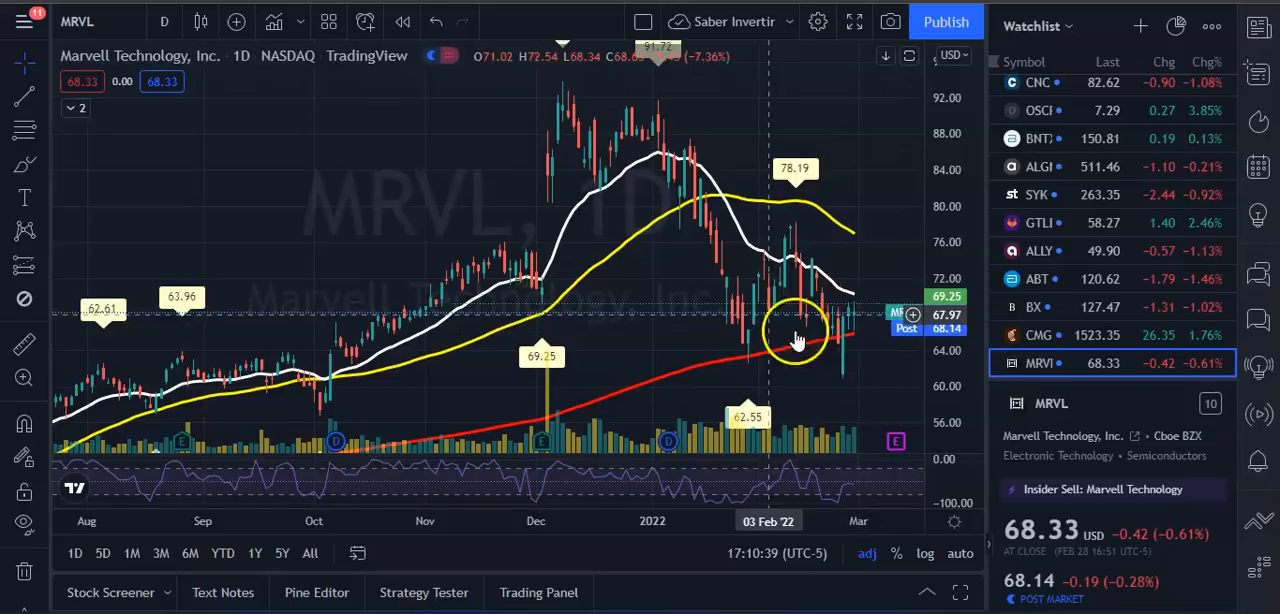 11
MRVL D Saber Invertir Publish
Marvell Technology, Inc. · 1D · NASDAQ · TradingView O71.02 H72.54 L68.34 (-7.36%)
USD
68.33 0.00 68.33
2
91.72
78.19
62.61
63.96
69.25
62.55
MRVL, 1D
Marvell Technology, Inc.
92.00
88.00
84.00
80.00
76.00
72.00
69.25
67.97
Post 68.14
64.00
60.00
56.00
E D E D E
0.00
-100.00
Aug Sep Oct Nov Dec 2022 03 Feb '22 Mar
1D 5D 1M 3M 6M YTD 1Y 5Y All 17:10:39 (UTC-5) adj % log auto
Stock Screener Text Notes Pine Editor Strategy Tester Trading Panel
Watchlist
Symbol Last Chg Chg%
CNC 82.62 -0.90 -1.08%
OSCR 7.29 0.27 3.85%
BNTX 150.81 0.19 0.13%
ALGI 511.46 -1.10 -0.21%
SYK 263.35 -2.44 -0.92%
GTLI 58.27 1.40 2.46%
ALLY 49.90 -0.57 -1.13%
ABT 120.62 -1.79 -1.46%
BX 127.47 -1.31 -1.02%
CMG 1523.35 26.35 1.76%
MRVI 68.33 -0.42 -0.61%
MRVL 10
Marvell Technology, Inc. Cboe BZX
Electronic Technology · Semiconductors
Insider Sell: Marvell Technology
68.33 USD -0.42 (-0.61%)
AT CLOSE (FEB 28 16:51 UTC-5)
68.14 -0.19 (-0.28%)
POST MARKET